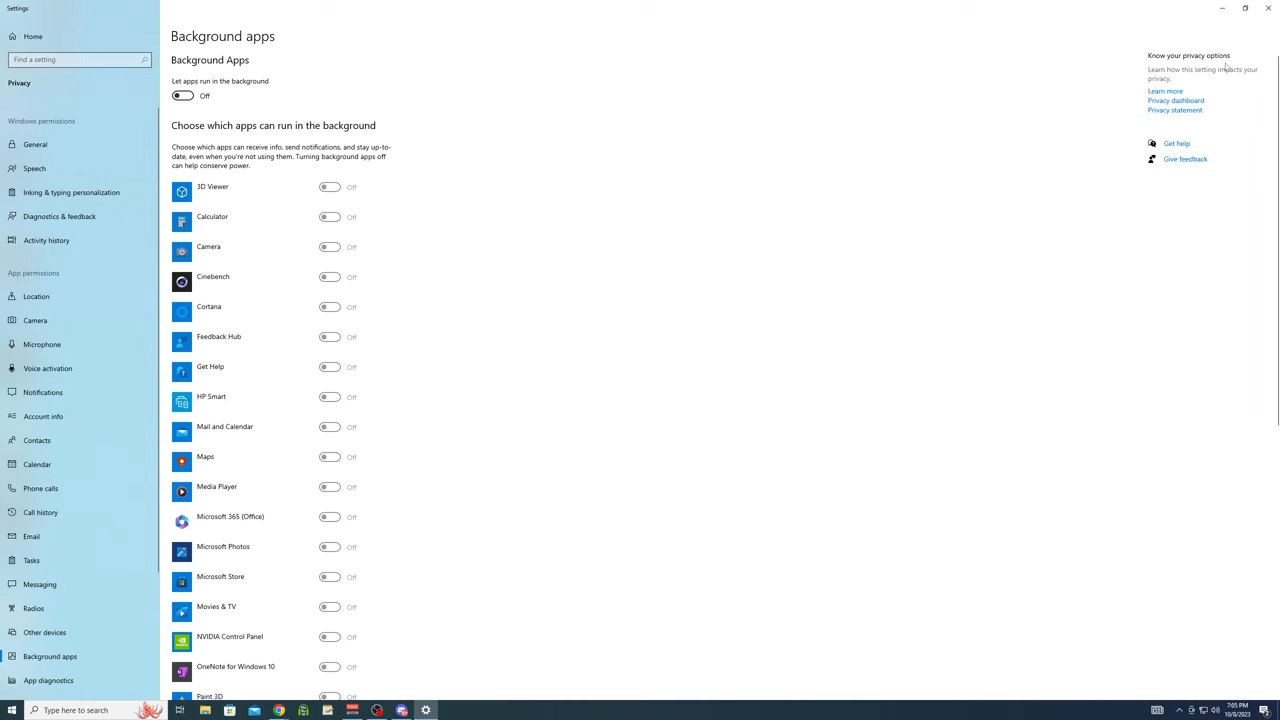 Settings
Home
Find a setting
Privacy
Windows permissions
General
Speech
Inking & typing personalization
Diagnostics & feedback
Activity history
App permissions
Location
Camera
Microphone
Voice activation
Notifications
Account info
Contacts
Calendar
Phone calls
Call history
Email
Tasks
Messaging
Radios
Other devices
Background apps
App diagnostics
Background apps
Background Apps
Let apps run in the background
Off
Choose which apps can run in the background
Choose which apps can receive info, send notifications, and stay up-to-
date, even when you're not using them. Turning background apps off
can help conserve power.
3D Viewer Off
Calculator Off
Camera Off
Cinebench Off
Cortana Off
Feedback Hub Off
Get Help Off
HP Smart Off
Mail and Calendar Off
Maps Off
Media Player Off
Microsoft 365 (Office) Off
Microsoft Photos Off
Microsoft Store Off
Movies & TV Off
NVIDIA Control Panel Off
OneNote for Windows 10 Off
Paint 3D Off
Know your privacy options
Learn how this setting impacts your
privacy.
Learn more
Privacy dashboard
Privacy statement
Get help
Give feedback
Type here to search
7:05 PM
10/8/2023